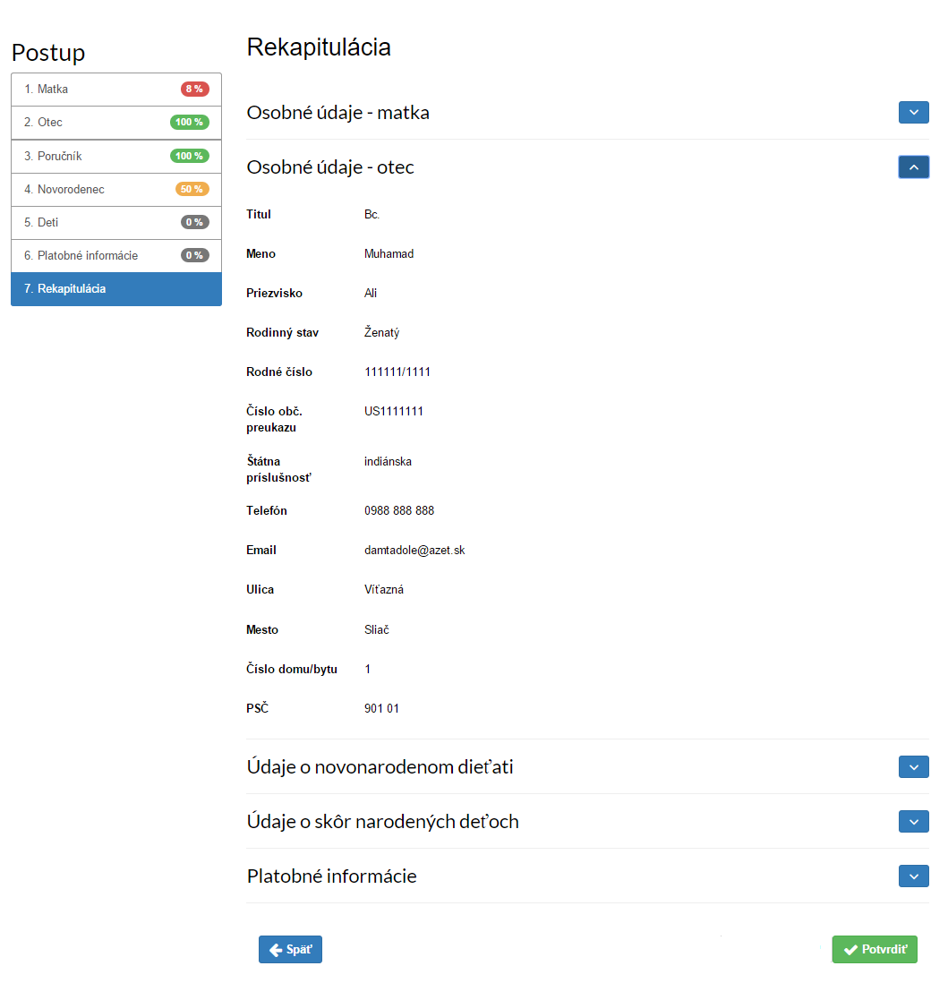 Postup
1. Matka 8 %
2. Otec 100 %
3. Poručník 100 %
4. Novorodenec 50 %
5. Deti 0 %
6. Platobné informácie 0 %
7. Rekapitulácia
Rekapitulácia
Osobné údaje - matka
Osobné údaje - otec
Titul Bc.
Meno Muhamad
Priezvisko Ali
Rodinný stav Ženatý
Rodné číslo 111111/1111
Číslo obč. US1111111
preukazu
Štátna indiánska
príslušnosť
Telefón 0988 888 888
Email damtadole@azet.sk
Ulica Víťazná
Mesto Sliač
Číslo domu/bytu 1
PSČ 901 01
Údaje o novonarodenom dieťati
Údaje o skôr narodených deťoch
Platobné informácie
Späť Potvrdiť